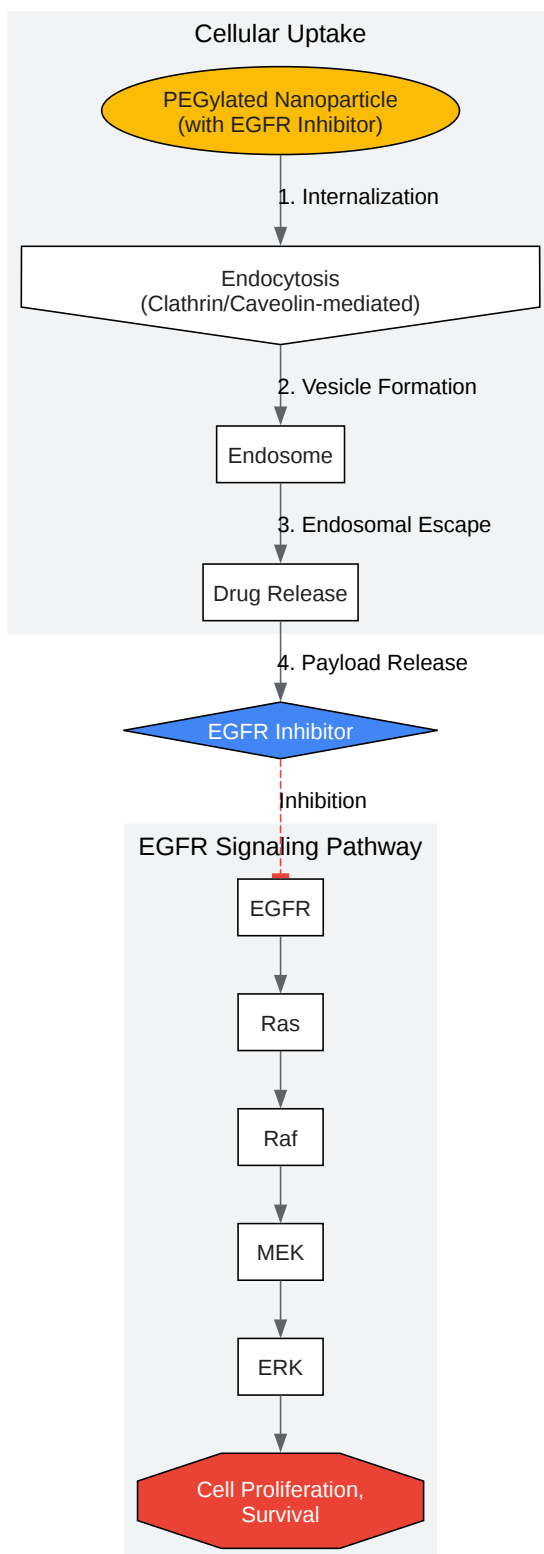 Cellular Uptake
PEGylated Nanoparticle
(with EGFR Inhibitor)
1. Internalization
Endocytosis
(Clathrin/Caveolin-mediated)
2. Vesicle Formation
Endosome
3. Endosomal Escape
Drug Release
4. Payload Release
EGFR Inhibitor
Inhibition
EGFR Signaling Pathway
EGFR
Ras
Raf
MEK
ERK
Cell Proliferation,
Survival